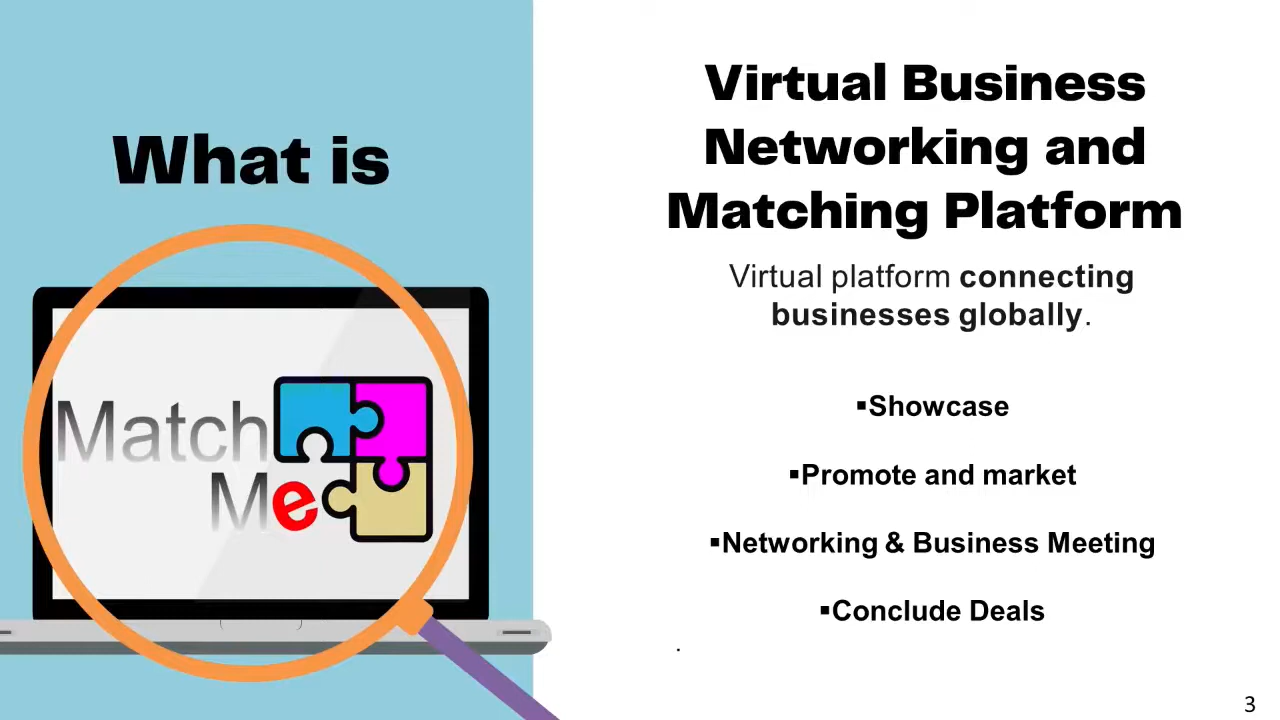 What is
Match
Me
Virtual Business
Networking and
Matching Platform
Virtual platform connecting
businesses globally.
▪Showcase
▪Promote and market
▪Networking & Business Meeting
▪Conclude Deals
.
3